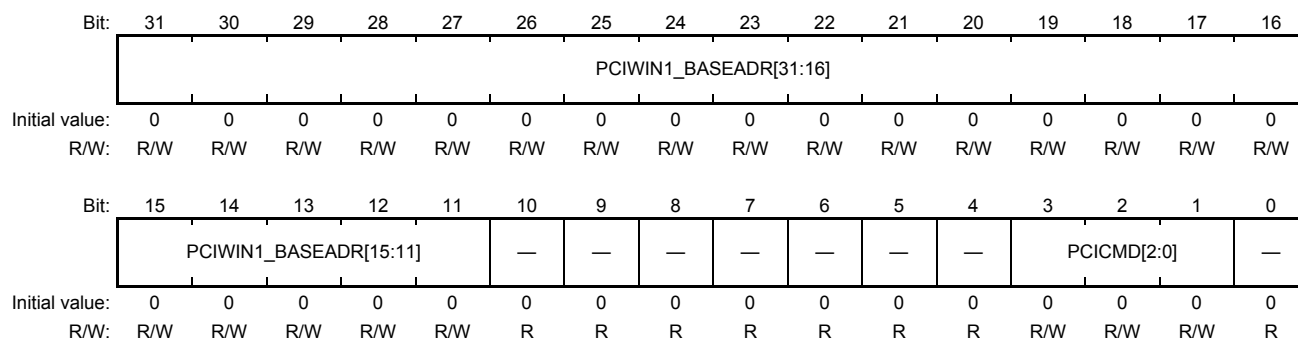 Bit: 31 30 29 28 27 26 25 24 23 22 21 20 19 18 17 16
PCIWIN1_BASEADR[31:16]
Initial value: 0 0 0 0 0 0 0 0 0 0 0 0 0 0 0 0
R/W: R/W R/W R/W R/W R/W R/W R/W R/W R/W R/W R/W R/W R/W R/W R/W R/W
Bit: 15 14 13 12 11 10 9 8 7 6 5 4 3 2 1 0
PCIWIN1_BASEADR[15:11] — — — — — — — PCICMD[2:0] —
Initial value: 0 0 0 0 0 0 0 0 0 0 0 0 0 0 0 0
R/W: R/W R/W R/W R/W R/W R R R R R R R R/W R/W R/W R